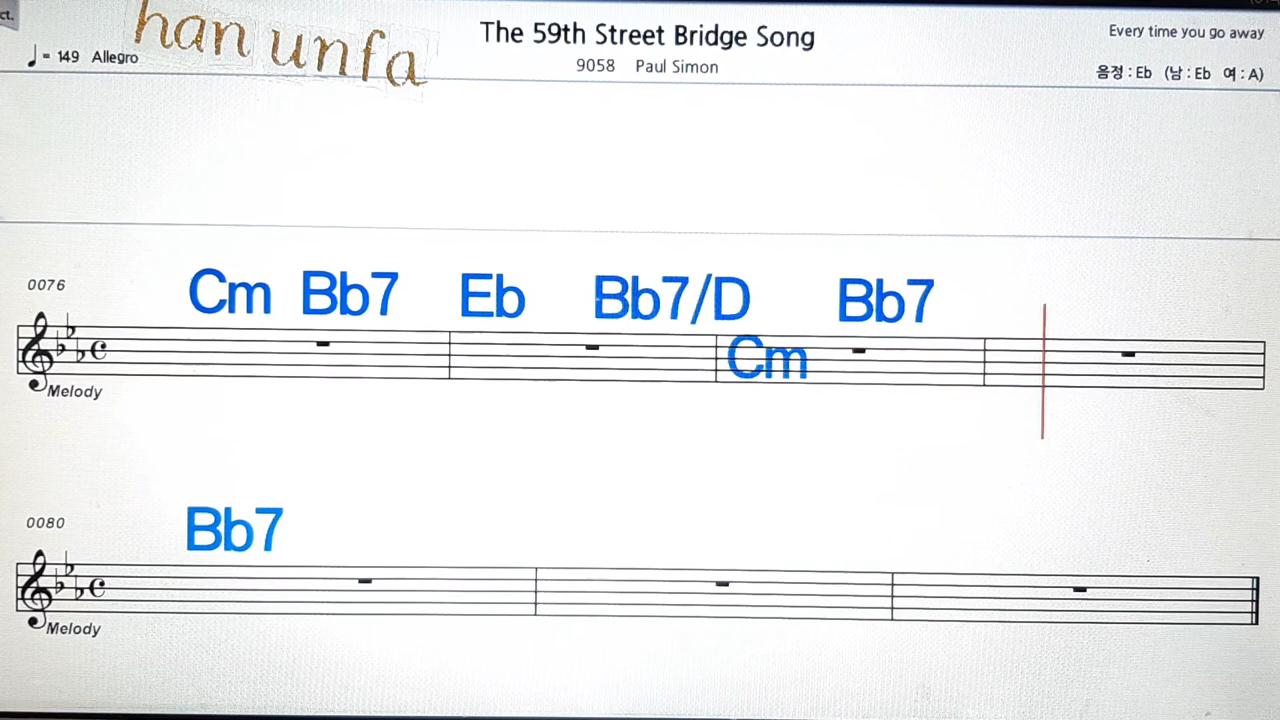 ct.
han unfa
The 59th Street Bridge Song
Every time you go away
♩ = 149 Allegro
9058 Paul Simon
음정 : Eb (남 : Eb 여 : A)
0076
Cm Bb7 Eb Bb7/D Bb7
Cm
Melody
0080
Bb7
Melody